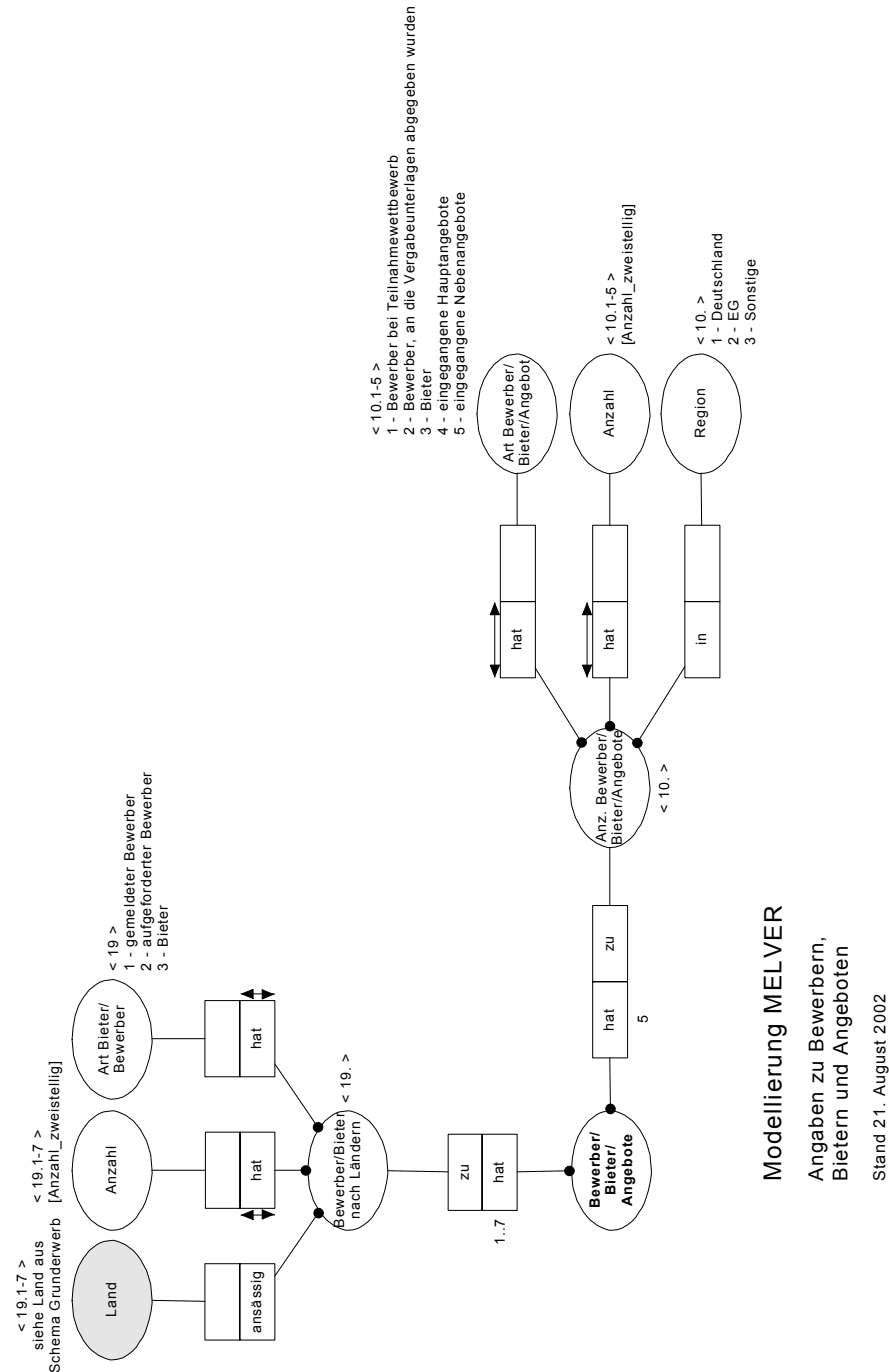 < 19.1-7 >
siehe Land aus
Schema Grunderwerb
Land
ansässig
< 19.1-7 >
[Anzahl_zweistellig]
Anzahl
hat
Art Bieter/
Bewerber
< 19 >
1 - gemeldeter Bewerber
2 - aufgeforderter Bewerber
3 - Bieter
hat
Bewerber/Bieter
nach Ländern
< 19. >
zu
hat
1..7
Bewerber/
Bieter/
Angebote
hat
zu
5
Anz. Bewerber/
Bieter/Angebote
< 10. >
hat
Art Bewerber/
Bieter/Angebot
< 10.1-5 >
1 - Bewerber bei Teilnahmewettbewerb
2 - Bewerber, an die Vergabeunterlagen abgegeben wurden
3 - Bieter
4 - eingegangene Hauptangebote
5 - eingegangene Nebenangebote
hat
Anzahl
< 10.1-5 >
[Anzahl_zweistellig]
in
Region
< 10. >
1 - Deutschland
2 - EG
3 - Sonstige
Modellierung MELVER
Angaben zu Bewerbern,
Bietern und Angeboten
Stand 21. August 2002